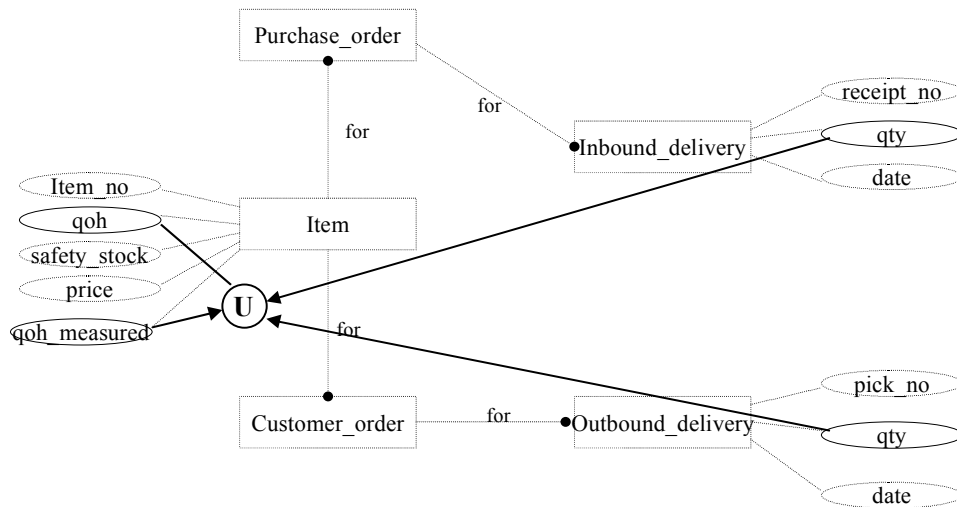 Purchase_order
for
for
receipt_no
qty
date
Inbound_delivery
Item_no
qoh
safety_stock
price
qoh_measured
Item
U
for
Customer_order
for
Outbound_delivery
pick_no
qty
date